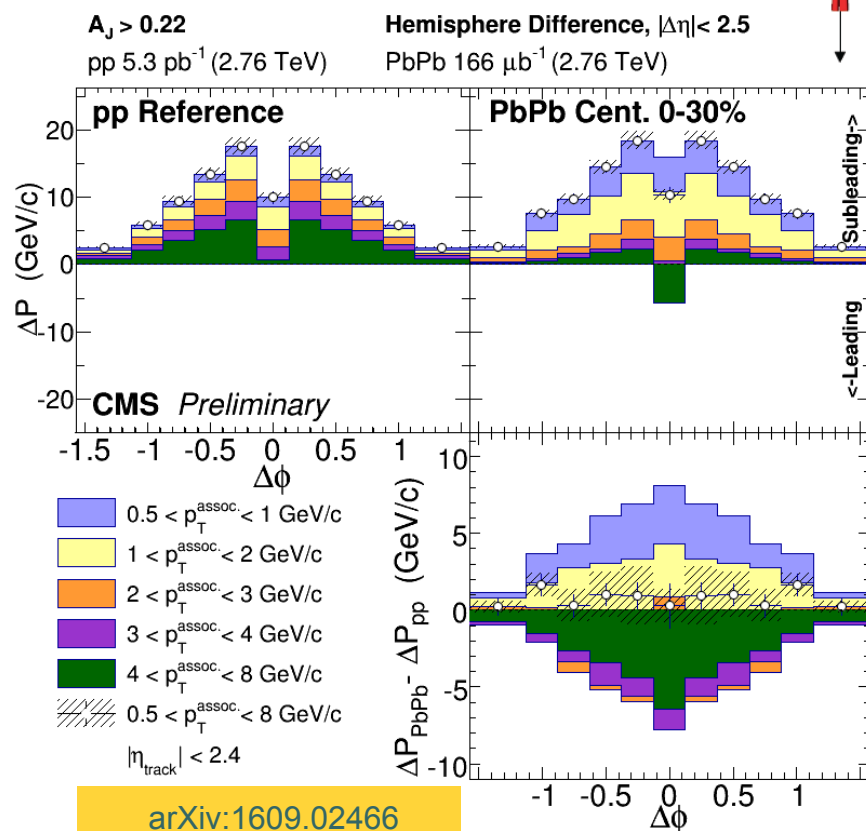 A_J > 0.22 Hemisphere Difference, |Δη|< 2.5
pp 5.3 pb⁻¹ (2.76 TeV) PbPb 166 μb⁻¹ (2.76 TeV)
pp Reference PbPb Cent. 0-30%
20
10
0
-10
-20
ΔP (GeV/c)
Subleading->
<-Leading
CMS Preliminary
-1.5 -1 -0.5 0 0.5 1
Δϕ
0.5 < p_T^assoc. < 1 GeV/c
1 < p_T^assoc. < 2 GeV/c
2 < p_T^assoc. < 3 GeV/c
3 < p_T^assoc. < 4 GeV/c
4 < p_T^assoc. < 8 GeV/c
0.5 < p_T^assoc. < 8 GeV/c
|η_track| < 2.4
arXiv:1609.02466
10
5
0
-5
-10
ΔP_PbPb - ΔP_pp (GeV/c)
-1 -0.5 0 0.5 1
Δϕ